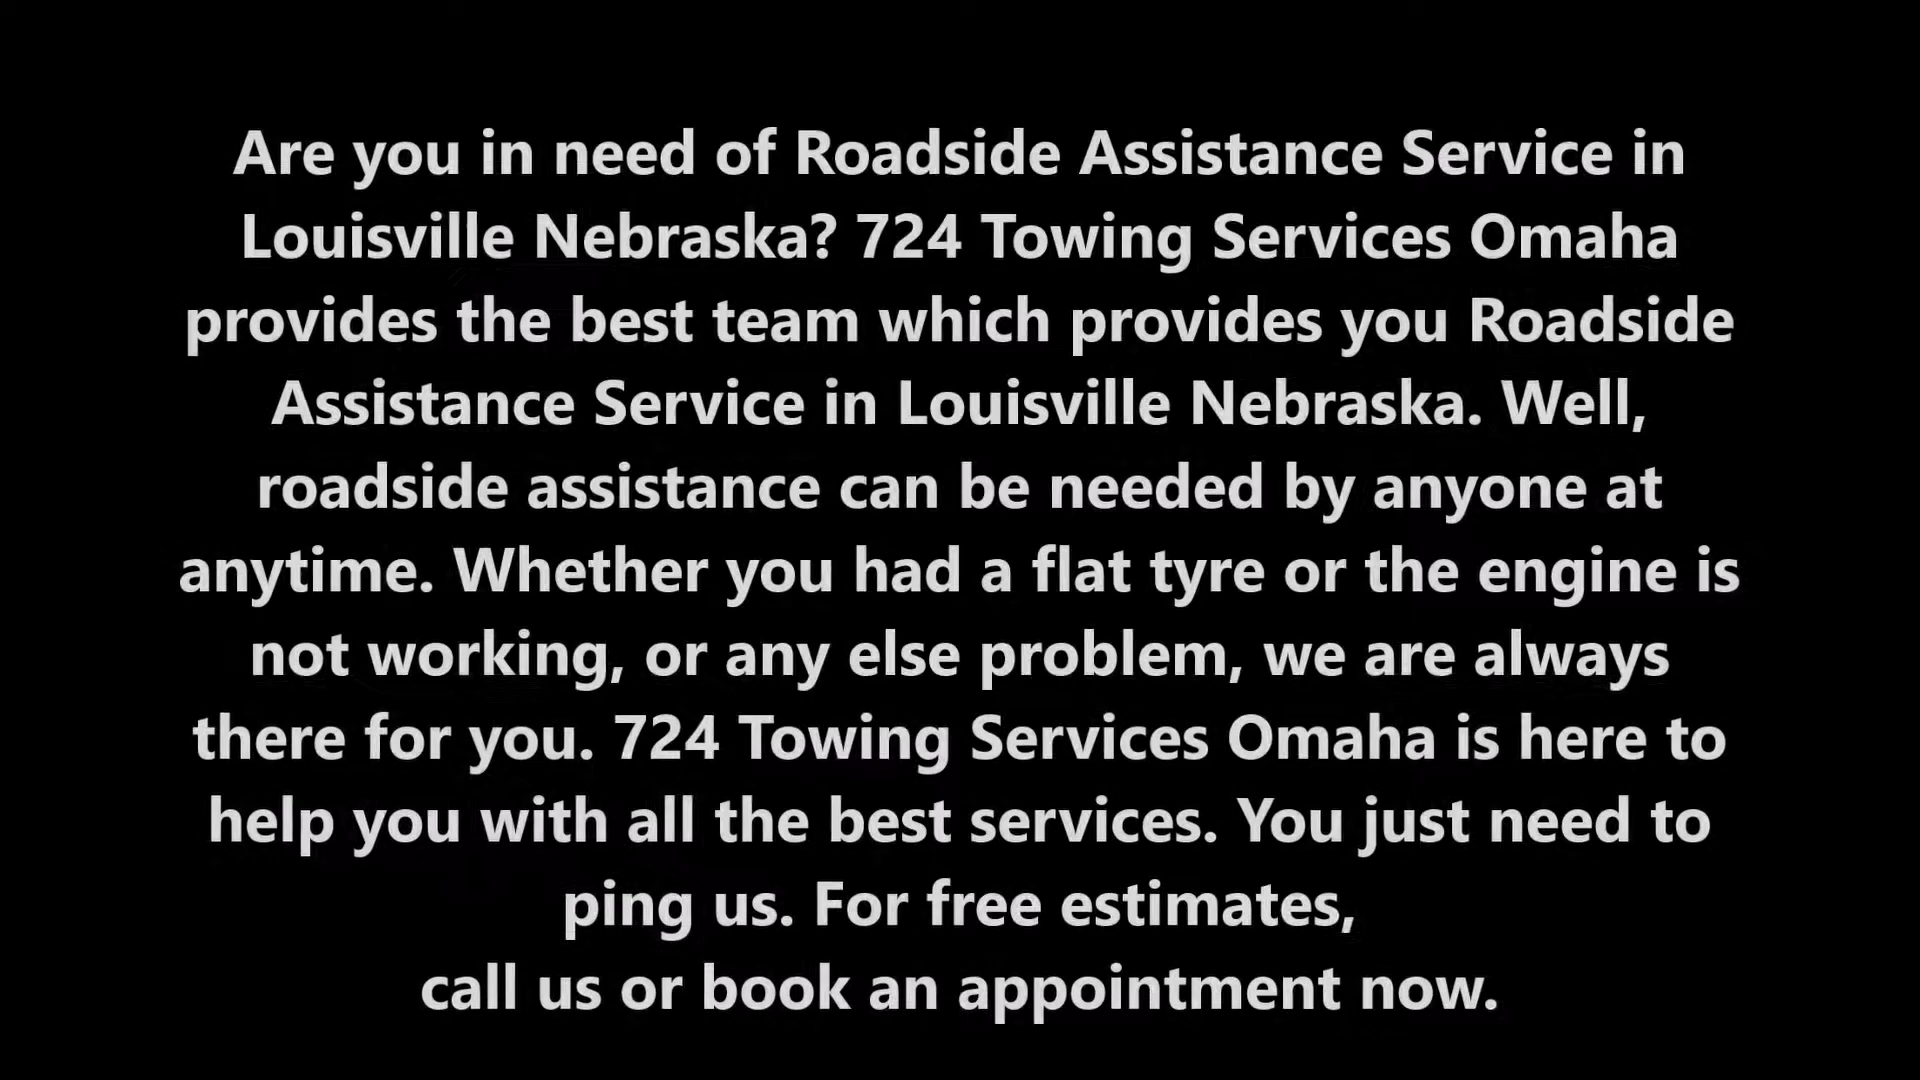 Are you in need of Roadside Assistance Service in
Louisville Nebraska? 724 Towing Services Omaha
provides the best team which provides you Roadside
Assistance Service in Louisville Nebraska. Well,
roadside assistance can be needed by anyone at
anytime. Whether you had a flat tyre or the engine is
not working, or any else problem, we are always
there for you. 724 Towing Services Omaha is here to
help you with all the best services. You just need to
ping us. For free estimates,
call us or book an appointment now.